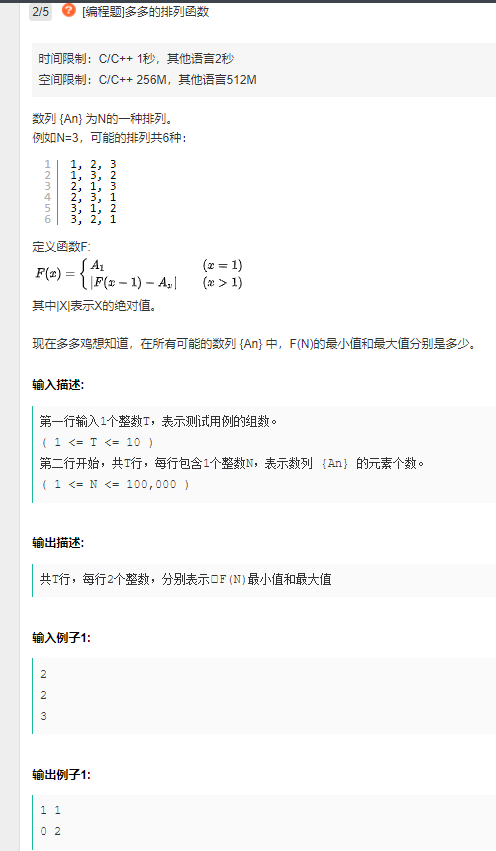 2/5 ? [编程题]多多的排列函数
时间限制：C/C++ 1秒，其他语言2秒
空间限制：C/C++ 256M，其他语言512M
数列 {An} 为N的一种排列。
例如N=3，可能的排列共6种：
1 1, 2, 3
2 1, 3, 2
3 2, 1, 3
4 2, 3, 1
5 3, 1, 2
6 3, 2, 1
定义函数F:
F(x) = { A₁ (x = 1)
|F(x − 1) − Aₓ| (x > 1)
其中|X|表示X的绝对值。
现在多多鸡想知道，在所有可能的数列 {An} 中，F(N)的最小值和最大值分别是多少。
输入描述:
第一行输入1个整数T，表示测试用例的组数。
( 1 <= T <= 10 )
第二行开始，共T行，每行包含1个整数N，表示数列 {An} 的元素个数。
( 1 <= N <= 100,000 )
输出描述:
共T行，每行2个整数，分别表示□F(N)最小值和最大值
输入例子1:
2
2
3
输出例子1:
1 1
0 2